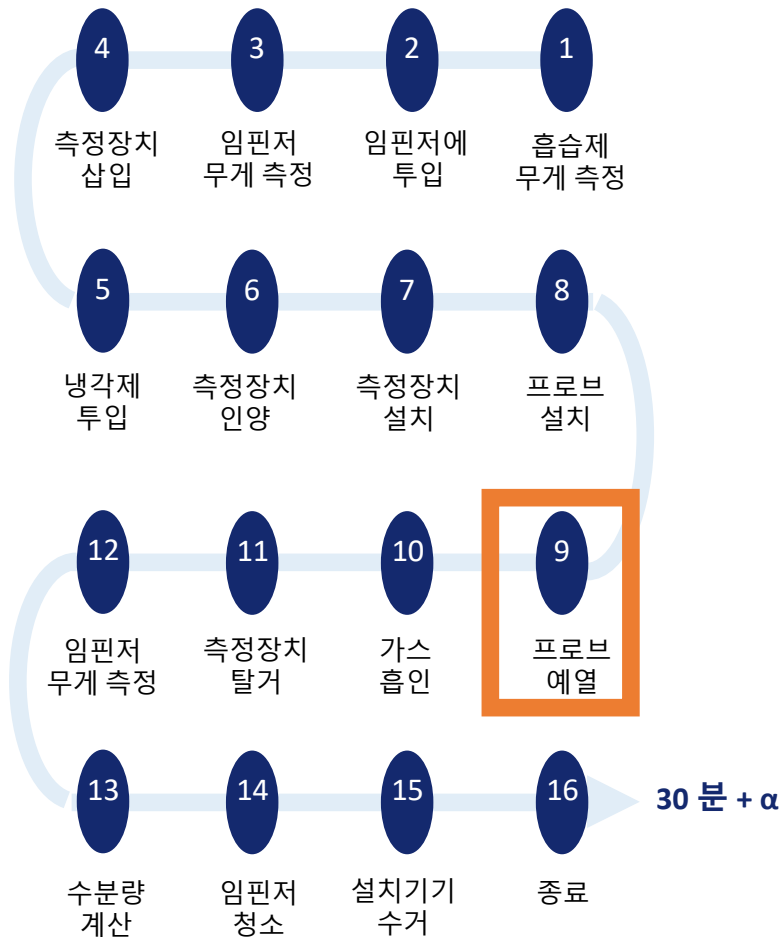 4
3
2
1
측정장치
삽입
임핀저
무게 측정
임핀저에
투입
흡습제
무게 측정
5
6
7
8
냉각제
투입
측정장치
인양
측정장치
설치
프로브
설치
12
11
10
9
임핀저
무게 측정
측정장치
탈거
가스
흡인
프로브
예열
13
14
15
16
30 분 + α
수분량
계산
임핀저
청소
설치기기
수거
종료